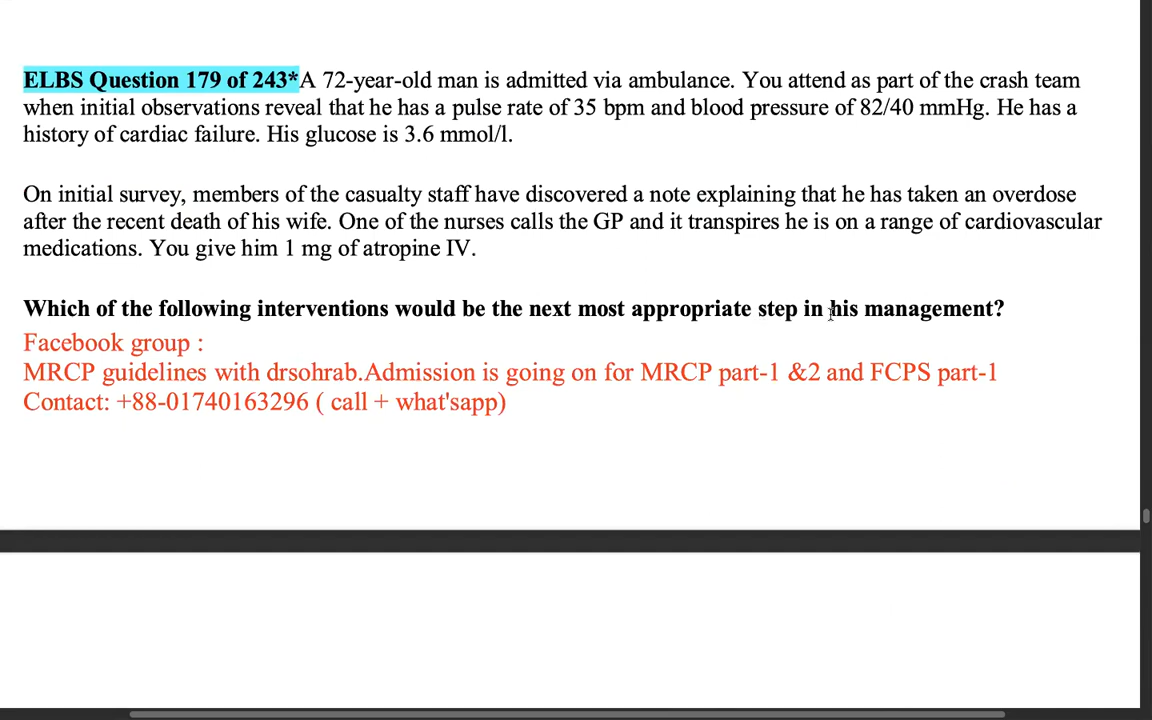 ELBS Question 179 of 243*A 72-year-old man is admitted via ambulance. You attend as part of the crash team
when initial observations reveal that he has a pulse rate of 35 bpm and blood pressure of 82/40 mmHg. He has a
history of cardiac failure. His glucose is 3.6 mmol/l.
On initial survey, members of the casualty staff have discovered a note explaining that he has taken an overdose
after the recent death of his wife. One of the nurses calls the GP and it transpires he is on a range of cardiovascular
medications. You give him 1 mg of atropine IV.
Which of the following interventions would be the next most appropriate step in his management?
Facebook group :
MRCP guidelines with drsohrab.Admission is going on for MRCP part-1 &2 and FCPS part-1
Contact: +88-01740163296 ( call + what'sapp)